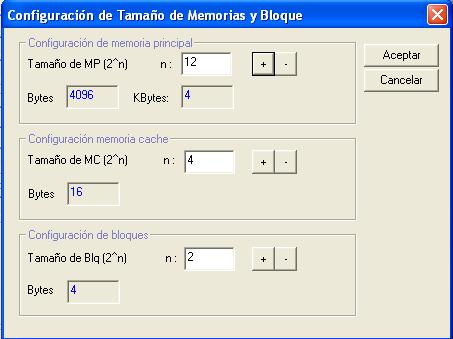 Configuración de Tamaño de Memorias y Bloque
Configuración de memoria principal
Tamaño de MP (2^n) n : 12 + -
Bytes 4096 KBytes: 4
Aceptar
Cancelar
Configuración memoria cache
Tamaño de MC (2^n) n : 4 + -
Bytes 16
Configuración de bloques
Tamaño de Blq (2^n) n : 2 + -
Bytes 4